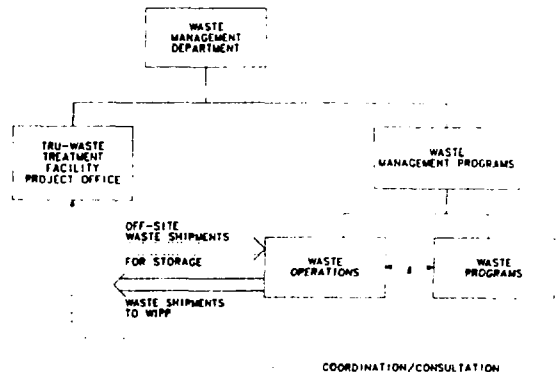 WASTE
MANAGEMENT
DEPARTMENT
TRU-WASTE
TREATMENT
FACILITY
PROJECT OFFICE
WASTE
MANAGEMENT PROGRAMS
OFF-SITE
WASTE SHIPMENTS
FOR STORAGE
WASTE
OPERATIONS
WASTE
PROGRAMS
WASTE SHIPMENTS
TO WIPP
COORDINATION/CONSULTATION